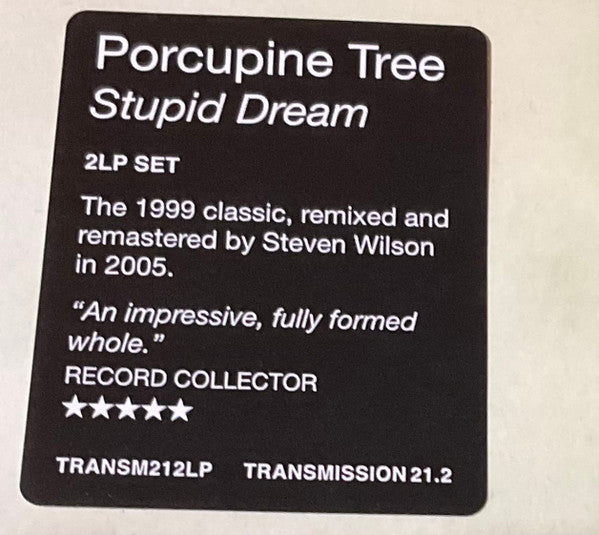 Porcupine Tree
Stupid Dream
2LP SET
The 1999 classic, remixed and
remastered by Steven Wilson
in 2005.
“An impressive, fully formed
whole.”
RECORD COLLECTOR
★★★★★
TRANSM212LP TRANSMISSION 21.2